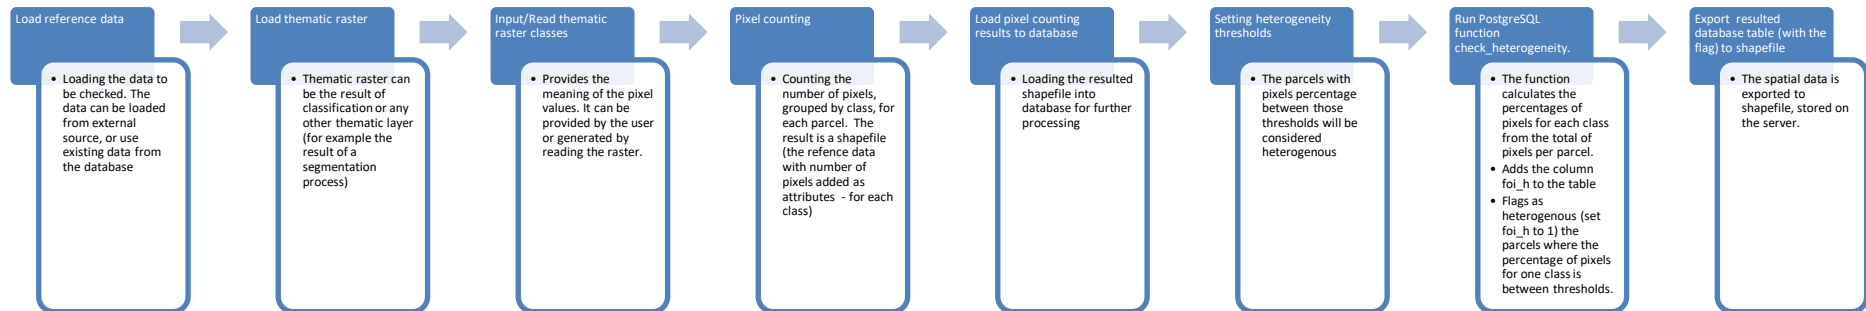 Load reference data
• Loading the data to
be checked. The
data can be loaded
from external
source, or use
existing data from
the database
Load thematic raster
• Thematic raster can
be the result of
classification or any
other thematic layer
(for example the
result of a
segmentation
process)
Input/Read thematic
raster classes
• Provides the
meaning of the pixel
values. It can be
provided by the user
or generated by
reading the raster.
Pixel counting
• Counting the
number of pixels,
grouped by class, for
each parcel. The
result is a shapefile
(the refence data
with number of
pixels added as
attributes - for each
class)
Load pixel counting
results to database
• Loading the resulted
shapefile into
database for further
processing
Setting heterogeneity
thresholds
• The parcels with
pixels percentage
between those
thresholds will be
considered
heterogenous
Run PostgreSQL
function
check_heterogeneity.
• The function
calculates the
percentages of
pixels for each class
from the total of
pixels per parcel.
• Adds the column
foi_h to the table
• Flags as
heterogenous (set
foi_h to 1) the
parcels where the
percentage of pixels
for one class is
between thresholds.
Export resulted
database table (with the
flag) to shapefile
• The spatial data is
exported to
shapefile, stored on
the server.